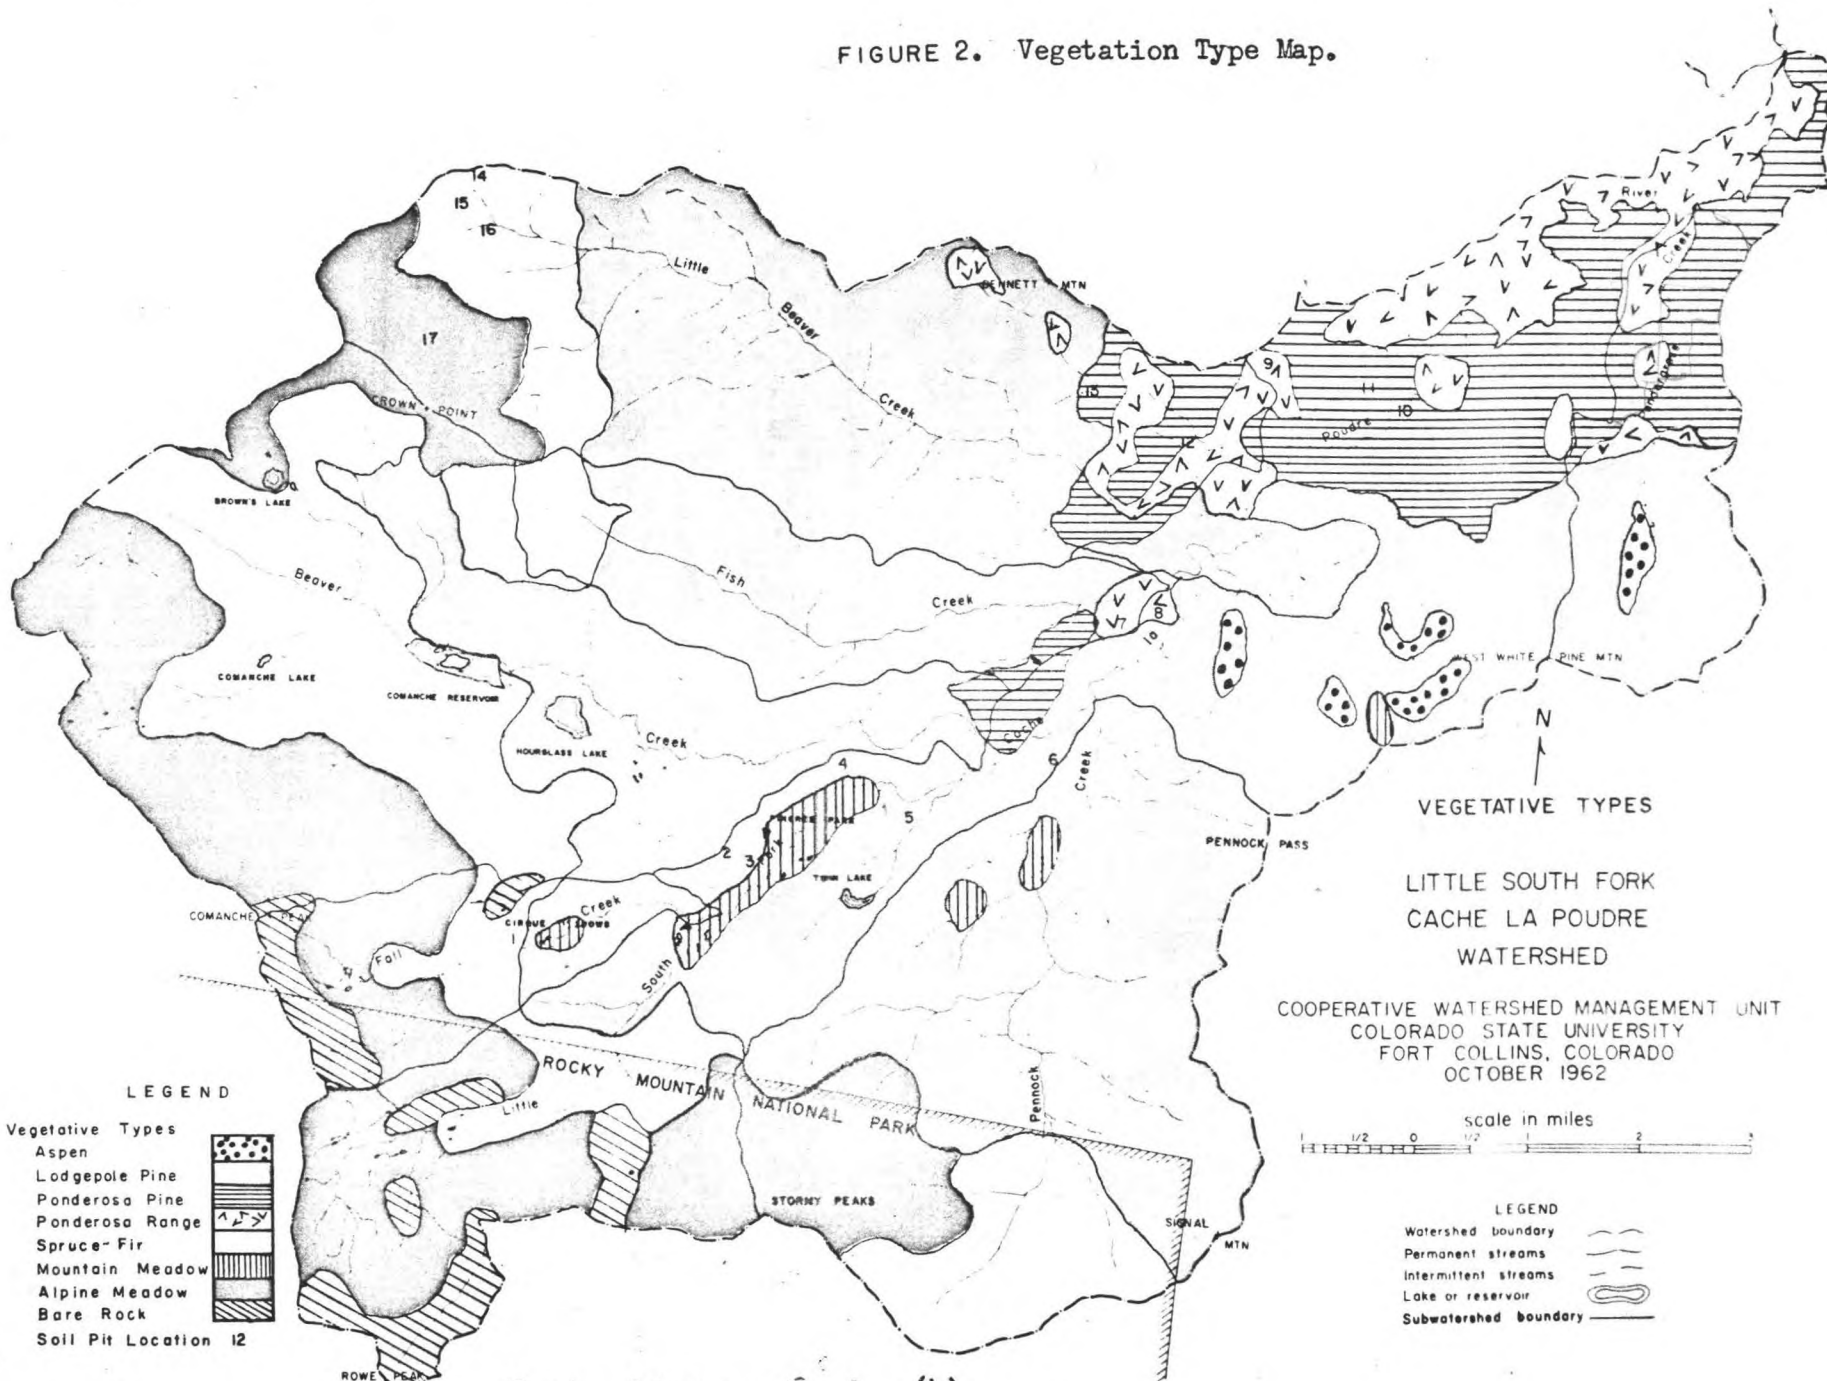 FIGURE 2. Vegetation Type Map.
14
15
16
17
Little
Beaver
Creek
BENNETT MTN
River
Creek
Pendergrass
9
11
10
13
12
Poudre
CROWN POINT
BROWN'S LAKE
Beaver
Fish
Creek
COMANCHE LAKE
COMANCHE RESERVOIR
HOURGLASS LAKE
Creek
7
8
Cache
la
WEST WHITE PINE MTN
N
4
6
Creek
5
2
3
Fork
TWIN LAKE
PENNOCK PASS
COMANCHE PEAK
1
Creek
CIRQUE
Fall
South
Pennock
ROCKY MOUNTAIN NATIONAL PARK
Little
STORMY PEAKS
SIGNAL
MTN
ROWE PEAK
VEGETATIVE TYPES
LITTLE SOUTH FORK
CACHE LA POUDRE
WATERSHED
COOPERATIVE WATERSHED MANAGEMENT UNIT
COLORADO STATE UNIVERSITY
FORT COLLINS, COLORADO
OCTOBER 1962
scale in miles
1 1/2 0 1/2 1 2 3
LEGEND
Vegetative Types
Aspen
Lodgepole Pine
Ponderosa Pine
Ponderosa Range
Spruce-Fir
Mountain Meadow
Alpine Meadow
Bare Rock
Soil Pit Location 12
LEGEND
Watershed boundary
Permanent streams
Intermittent streams
Lake or reservoir
Subwatershed boundary